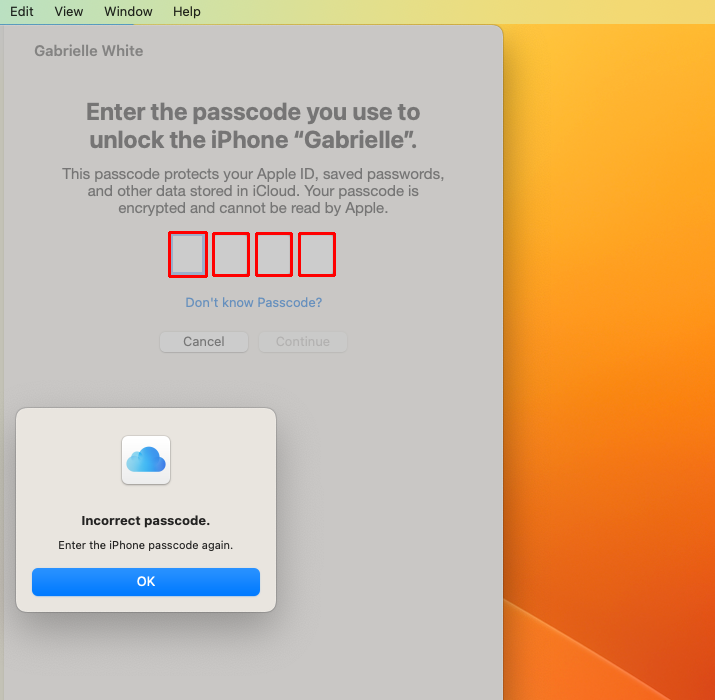 Edit View Window Help
Gabrielle White
Enter the passcode you use to
unlock the iPhone “Gabrielle”.
This passcode protects your Apple ID, saved passwords,
and other data stored in iCloud. Your passcode is
encrypted and cannot be read by Apple.
Don't know Passcode?
Cancel Continue
Incorrect passcode.
Enter the iPhone passcode again.
OK